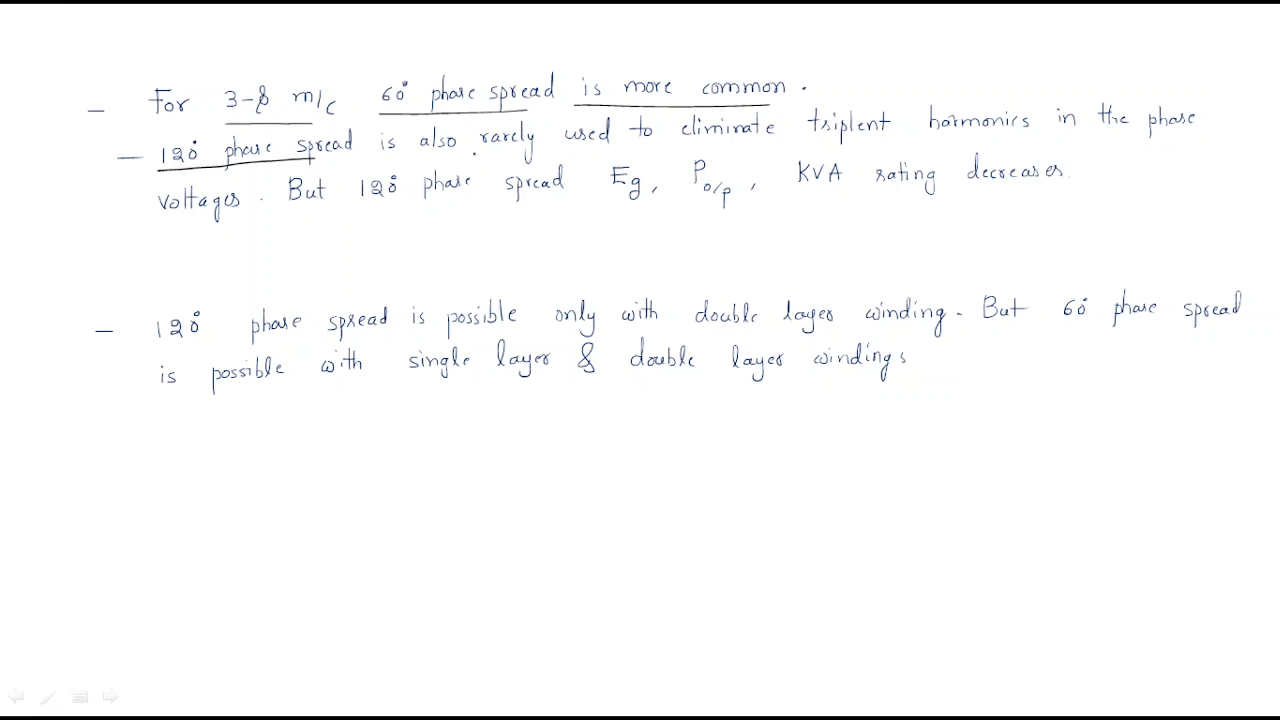 – For 3-ϕ m/c 60° phase spread is more common.
– 120° phase spread is also rarely used to eliminate triplent harmonics in the phase
voltages. But 120° phase spread Eg, Po/p, KVA rating decreases.
– 120° phase spread is possible only with double layer winding. But 60° phase spread
is possible with single layer & double layer windings